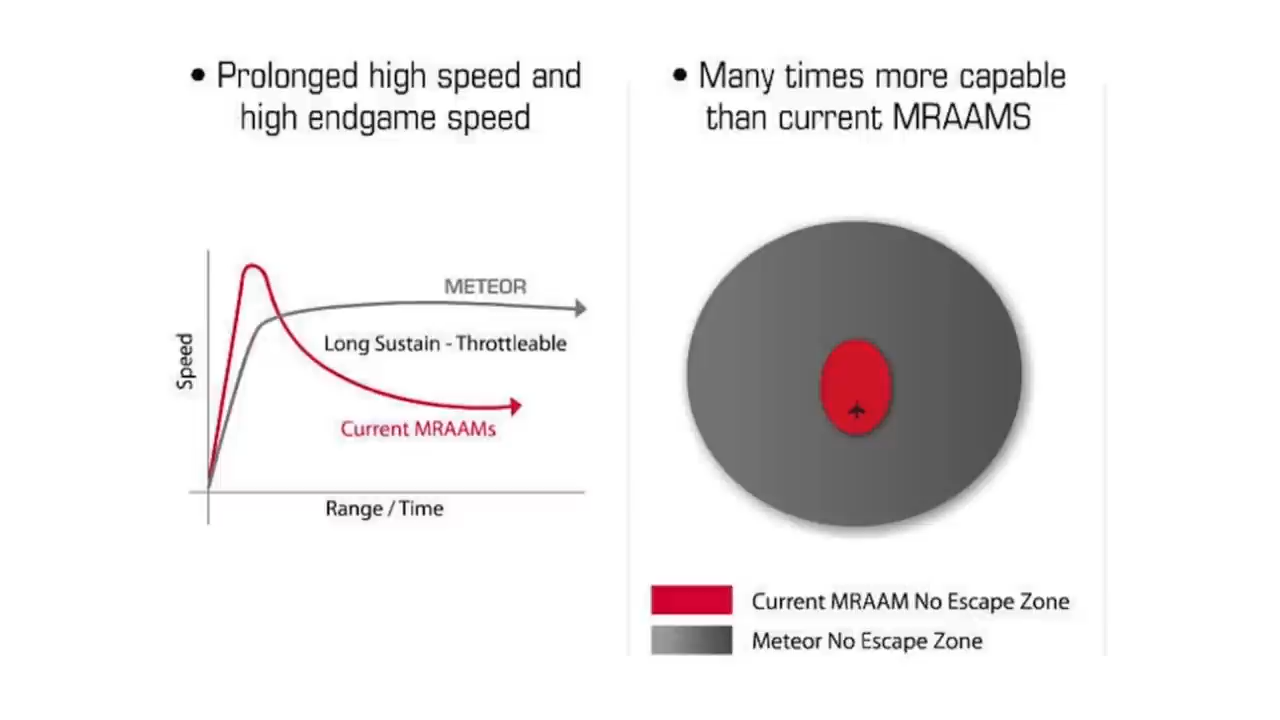 • Prolonged high speed and
high endgame speed
• Many times more capable
than current MRAAMS
METEOR
Long Sustain - Throttleable
Speed
Current MRAAMs
Range / Time
Current MRAAM No Escape Zone
Meteor No Escape Zone